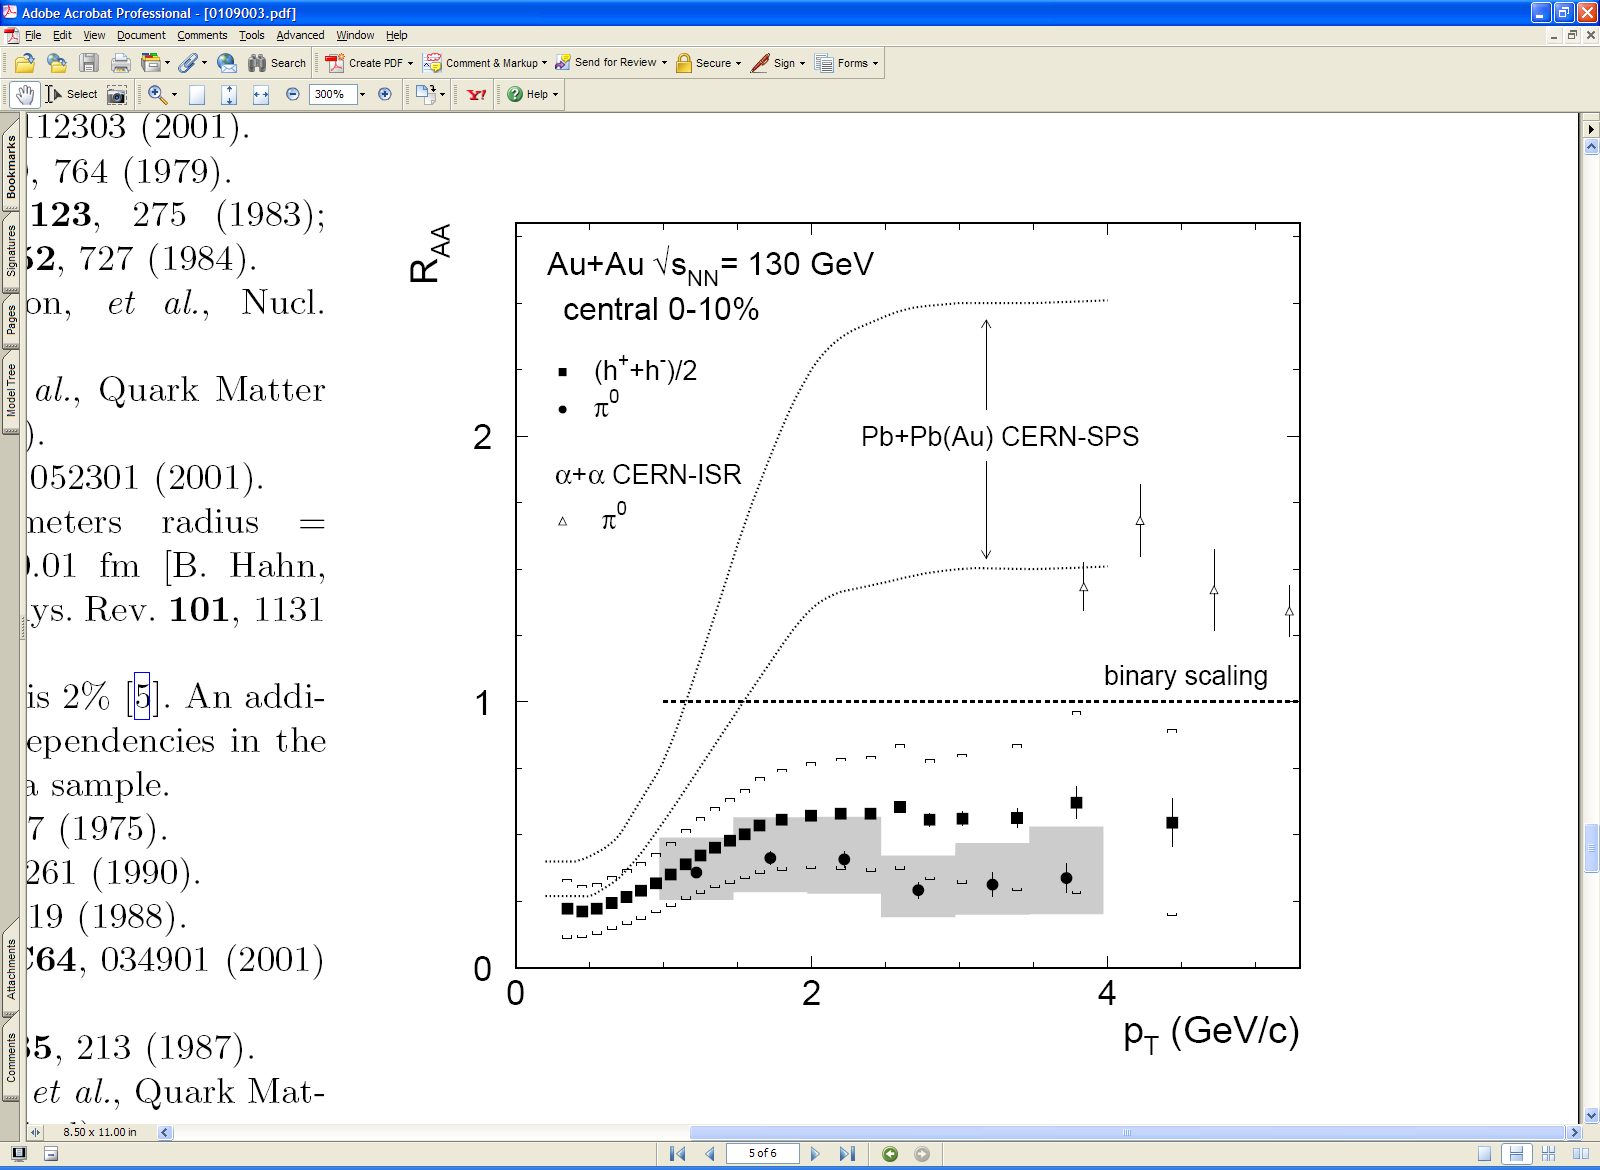 Adobe Acrobat Professional - [0109003.pdf]
File Edit View Document Comments Tools Advanced Window Help
Search Create PDF Comment & Markup Send for Review Secure Sign Forms
Select 300% Y! Help
Bookmarks
Signatures
Pages
Model Tree
Attachments
Comments
112303 (2001).
, 764 (1979).
123, 275 (1983);
52, 727 (1984).
on, et al., Nucl.
al., Quark Matter
).
052301 (2001).
meters radius =
0.01 fm [B. Hahn,
ys. Rev. 101, 1131
is 2% [5]. An addi-
ependencies in the
a sample.
7 (1975).
261 (1990).
19 (1988).
C64, 034901 (2001)
35, 213 (1987).
et al., Quark Mat-
R_AA
Au+Au √s_NN= 130 GeV
central 0-10%
(h⁺+h⁻)/2
π⁰
α+α CERN-ISR
π⁰
Pb+Pb(Au) CERN-SPS
binary scaling
2
1
0
0 2 4
p_T (GeV/c)
8.50 x 11.00 in
5 of 6